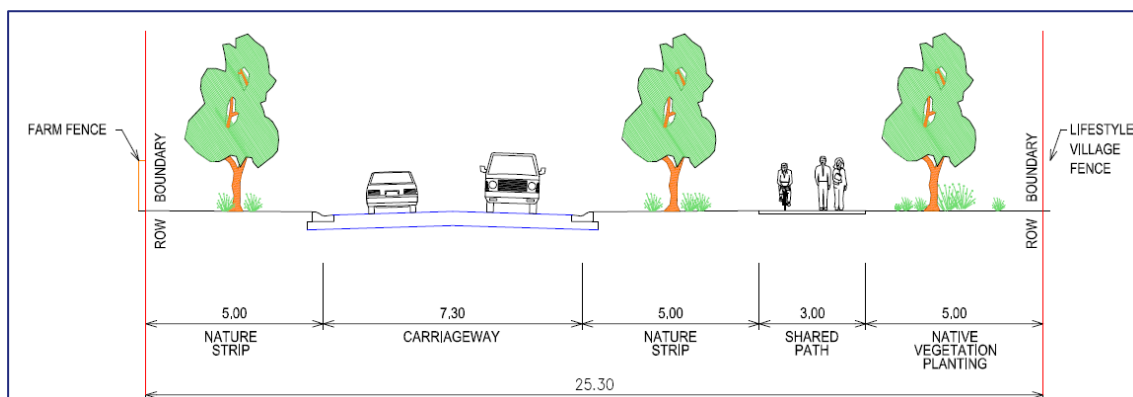 FARM FENCE
BOUNDARY
ROW
BOUNDARY
ROW
LIFESTYLE
VILLAGE
FENCE
5.00
7.30
5.00
3.00
5.00
NATURE
STRIP
CARRIAGEWAY
NATURE
STRIP
SHARED
PATH
NATIVE
VEGETATION
PLANTING
25.30